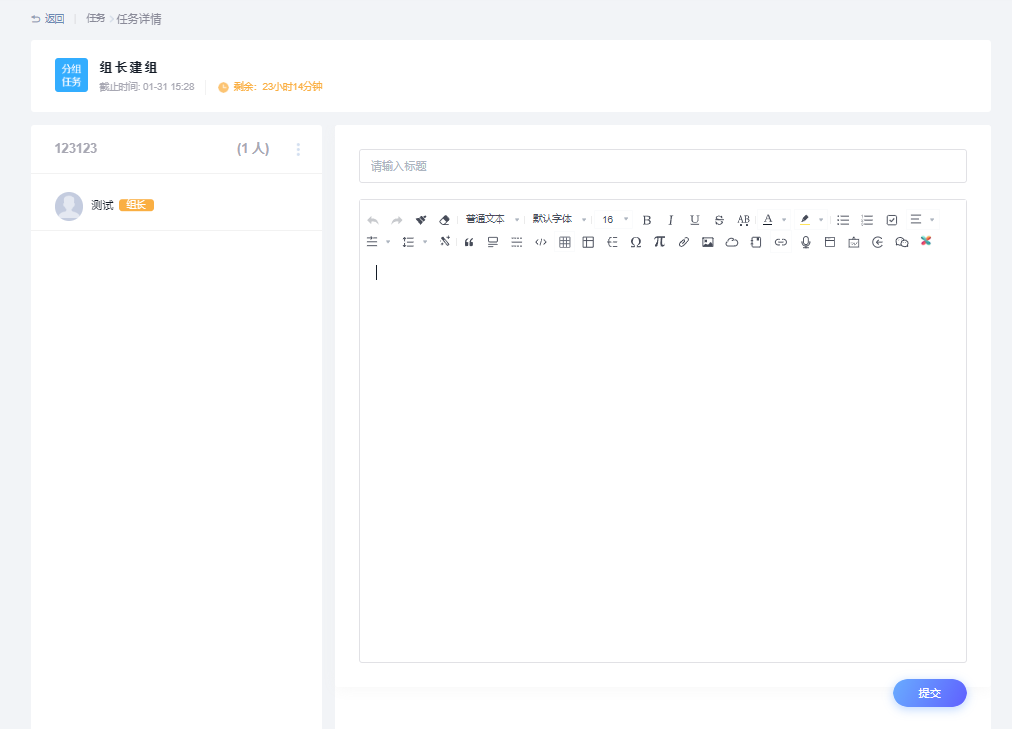 返回 | 任务 > 任务详情
分组
任务
组长建组
截止时间: 01-31 15:28
剩余: 23小时14分钟
123123 (1 人)
测试 组长
请输入标题
普通文本 默认字体 16 B I U S AB A
提交